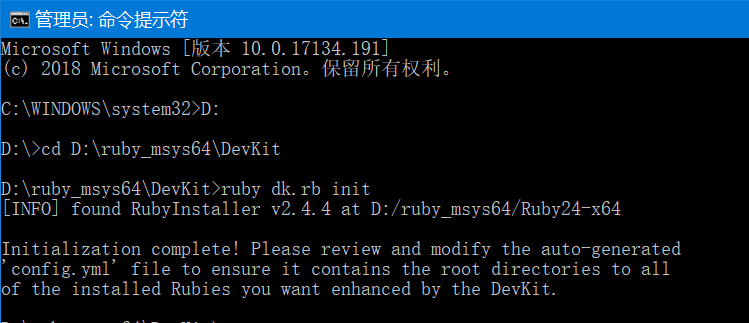 管理员: 命令提示符
Microsoft Windows [版本 10.0.17134.191]
(c) 2018 Microsoft Corporation。保留所有权利。
C:\WINDOWS\system32>D:
D:\>cd D:\ruby_msys64\DevKit
D:\ruby_msys64\DevKit>ruby dk.rb init
[INFO] found RubyInstaller v2.4.4 at D:/ruby_msys64/Ruby24-x64
Initialization complete! Please review and modify the auto-generated
'config.yml' file to ensure it contains the root directories to all
of the installed Rubies you want enhanced by the DevKit.